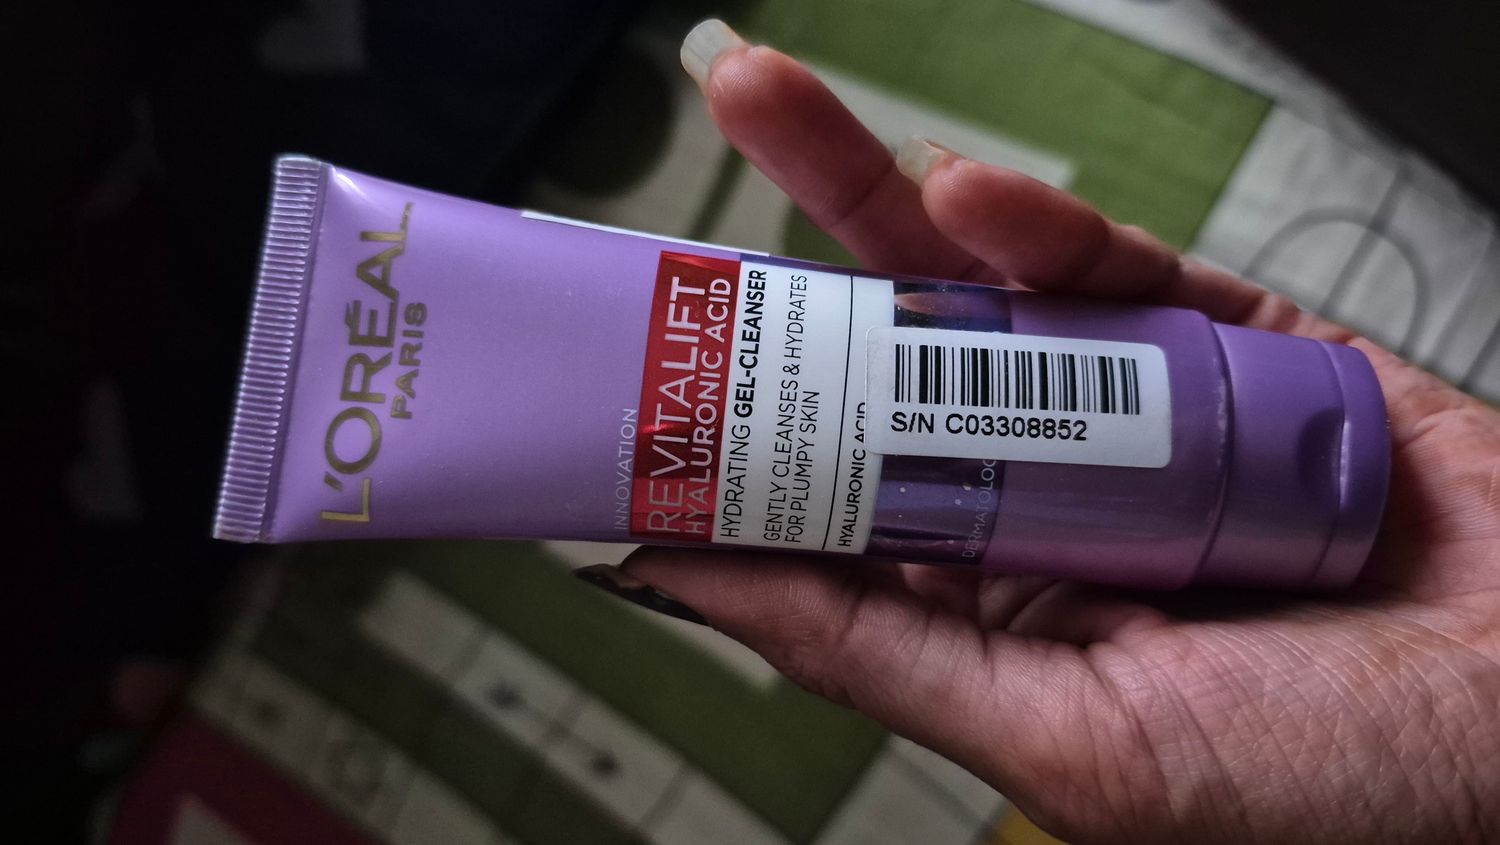 L'ORÉAL
PARIS
INNOVATION
REVITALIFT
HYALURONIC ACID
HYDRATING GEL-CLEANSER
GENTLY CLEANSES & HYDRATES
FOR PLUMPY SKIN
HYALURONIC ACID
S/N C03308852